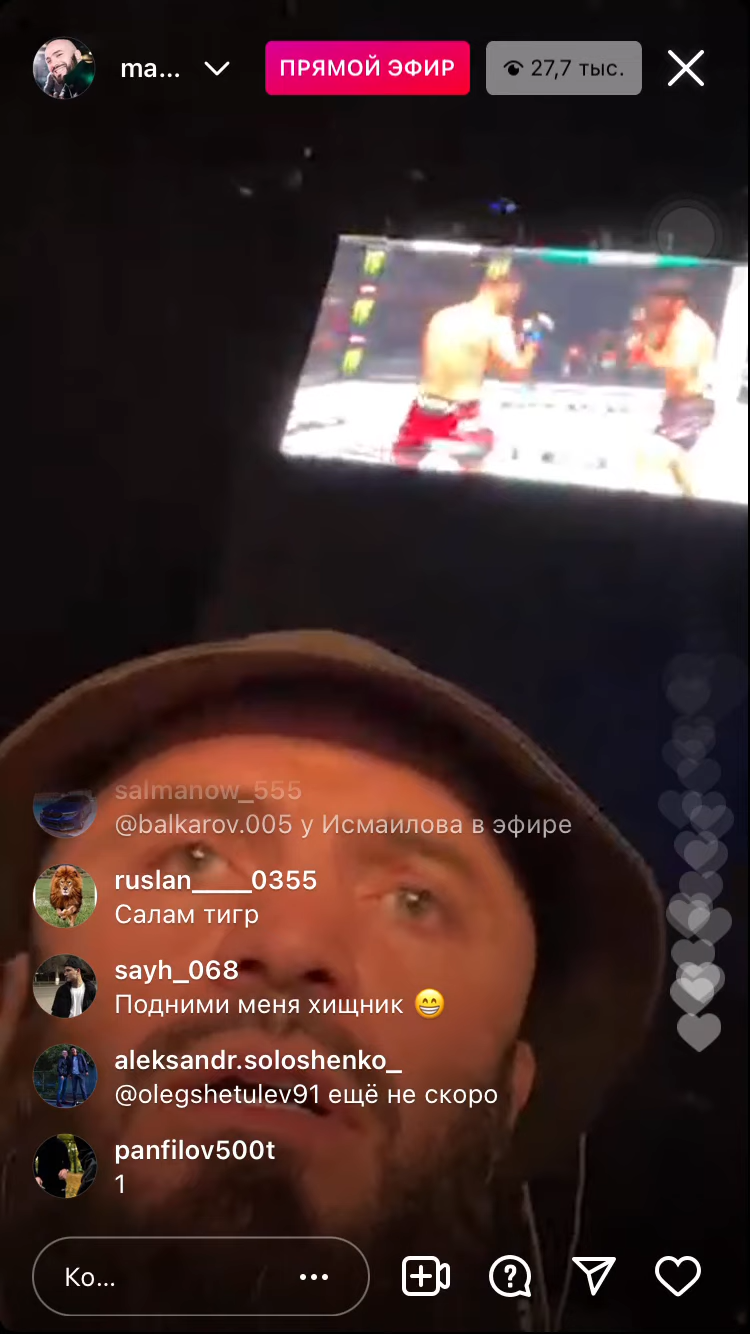 ma...
ПРЯМОЙ ЭФИР
27,7 тыс.
salmanow_555
@balkarov.005 у Исмаилова в эфире
ruslan_____0355
Салам тигр
sayh_068
Подними меня хищник 😁
aleksandr.soloshenko_
@olegshetulev91 ещё не скоро
panfilov500t
1
Ко...